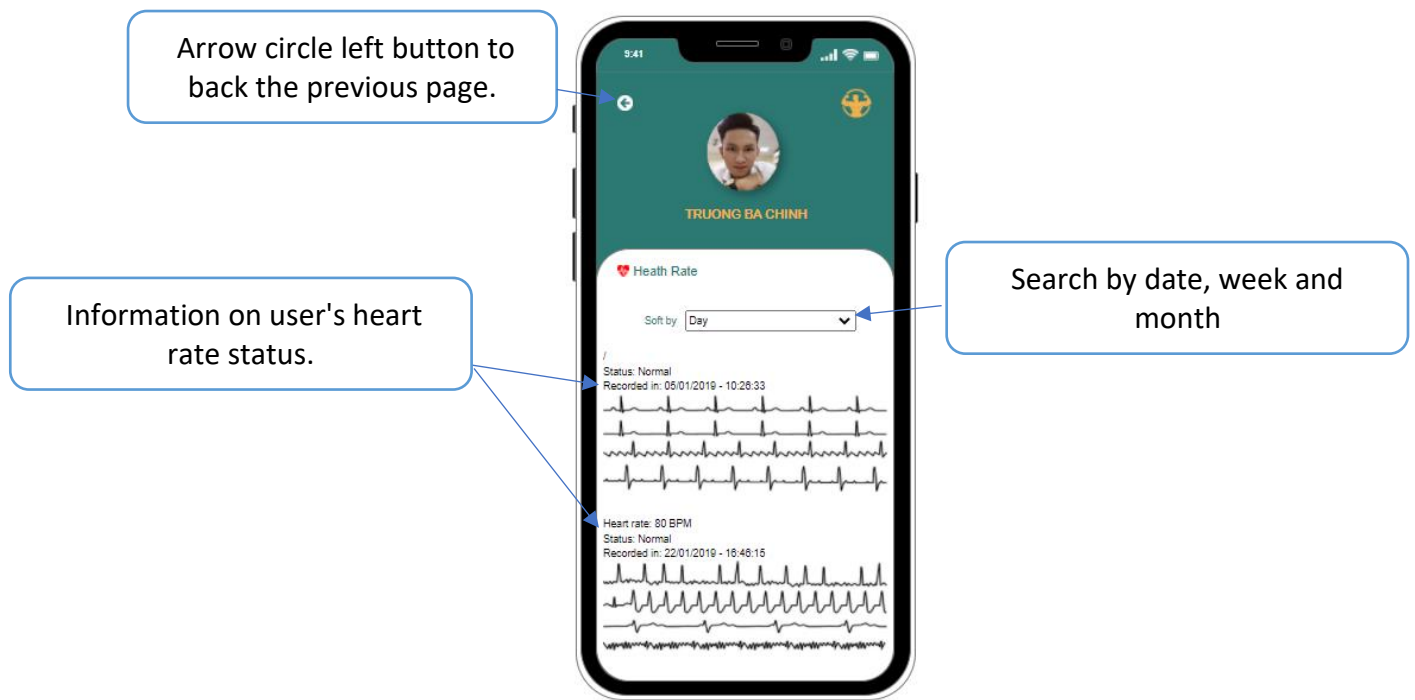 Arrow circle left button to
back the previous page.
9:41
TRUONG BA CHINH
Heath Rate
Information on user's heart
rate status.
Soft by Day
Search by date, week and
month
/
Status: Normal
Recorded in: 05/01/2019 - 10:26:33
Heart rate: 80 BPM
Status: Normal
Recorded in: 22/01/2019 - 16:46:15